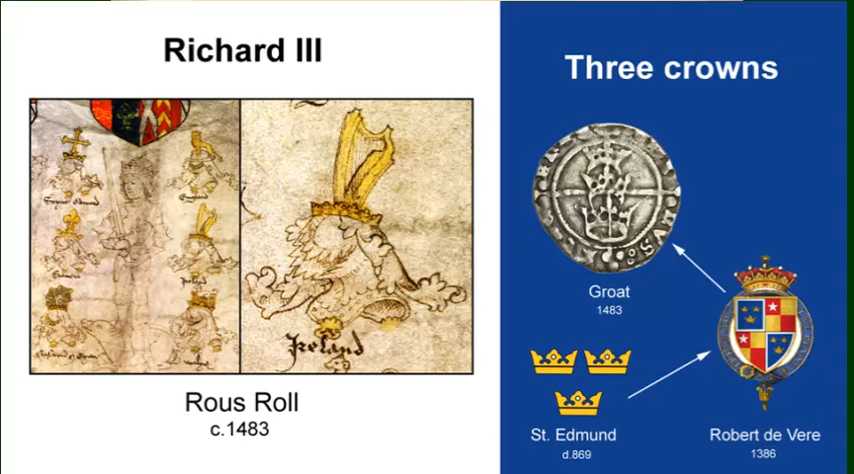 Richard III
Ireland
Rous Roll
c.1483
Three crowns
Groat
1483
St. Edmund
d.869
Robert de Vere
1386